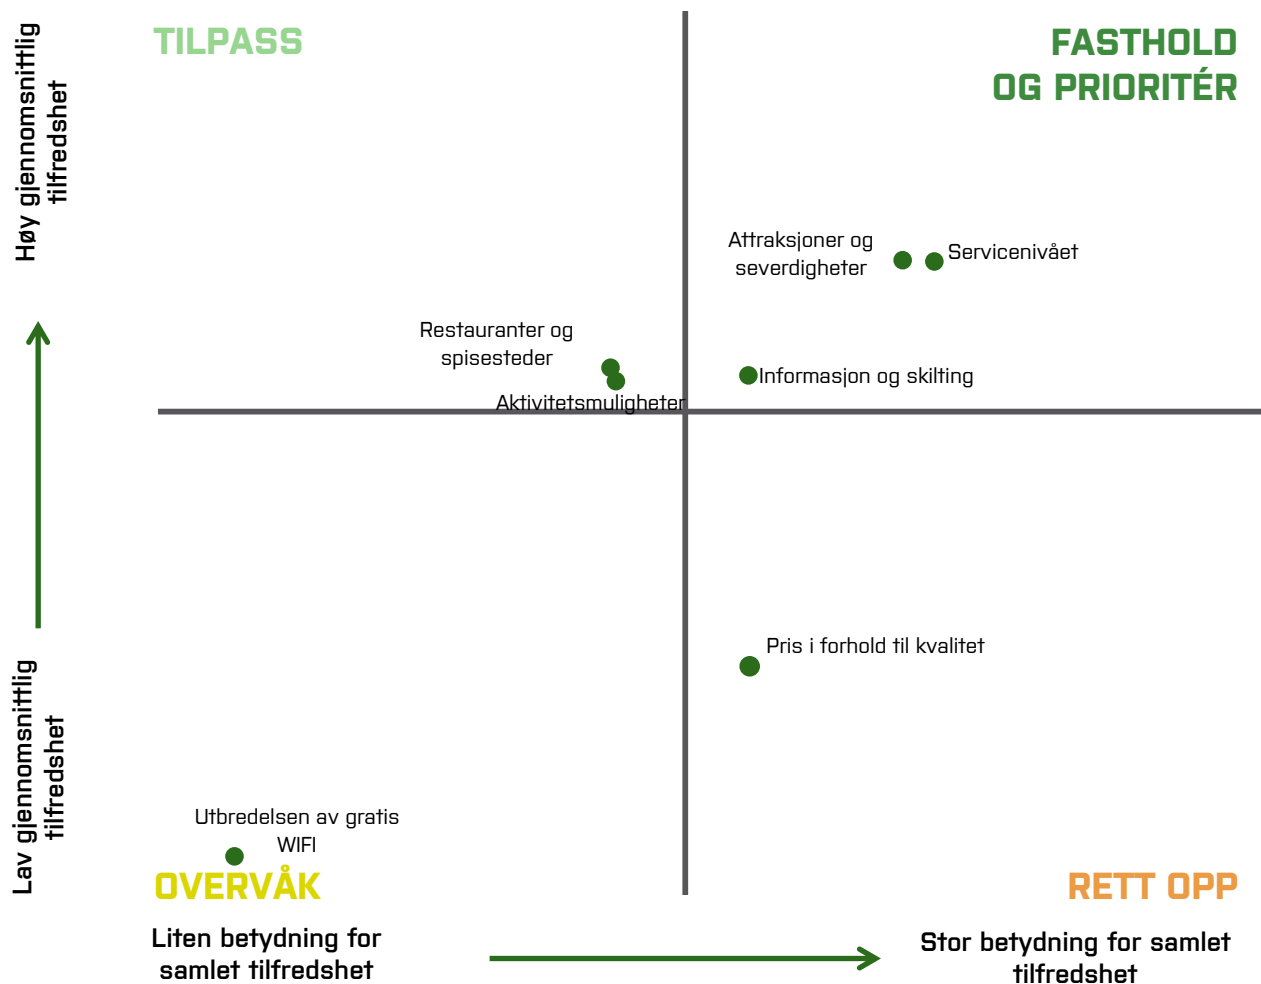 TILPASS
FASTHOLD
OG PRIORITÉR
Høy gjennomsnittlig
tilfredshet
Attraksjoner og
severdigheter
Servicenivået
Restauranter og
spisesteder
Informasjon og skilting
Aktivitetsmuligheter
Pris i forhold til kvalitet
Lav gjennomsnittlig
tilfredshet
Utbredelsen av gratis
WIFI
OVERVÅK
RETT OPP
Liten betydning for
samlet tilfredshet
Stor betydning for samlet
tilfredshet